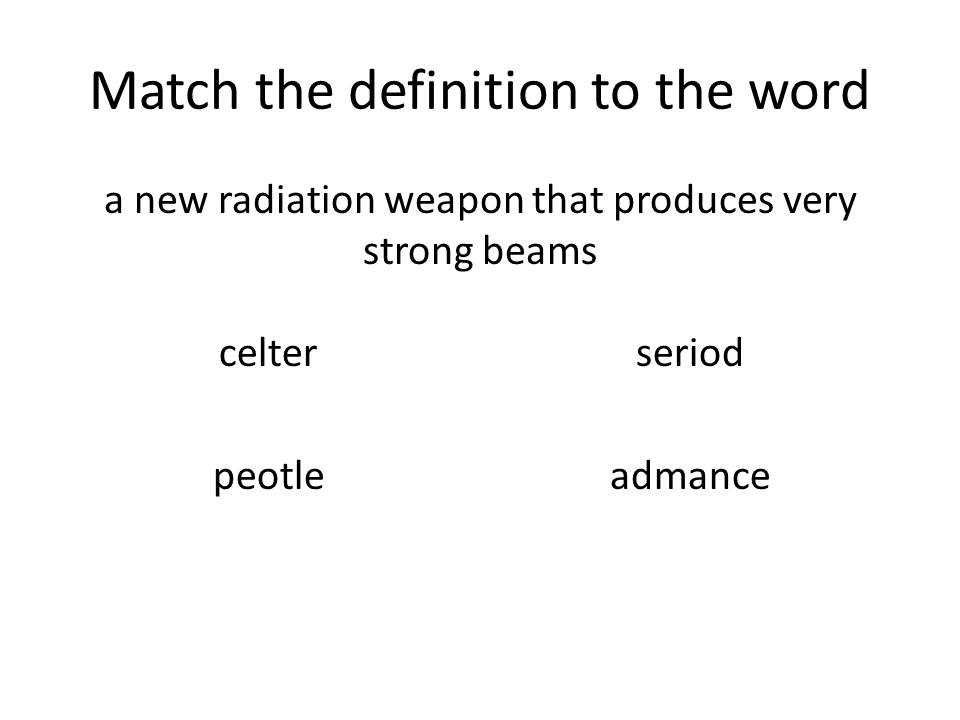 Match the definition to the word
a new radiation weapon that produces very
strong beams
celter seriod
peotle admance